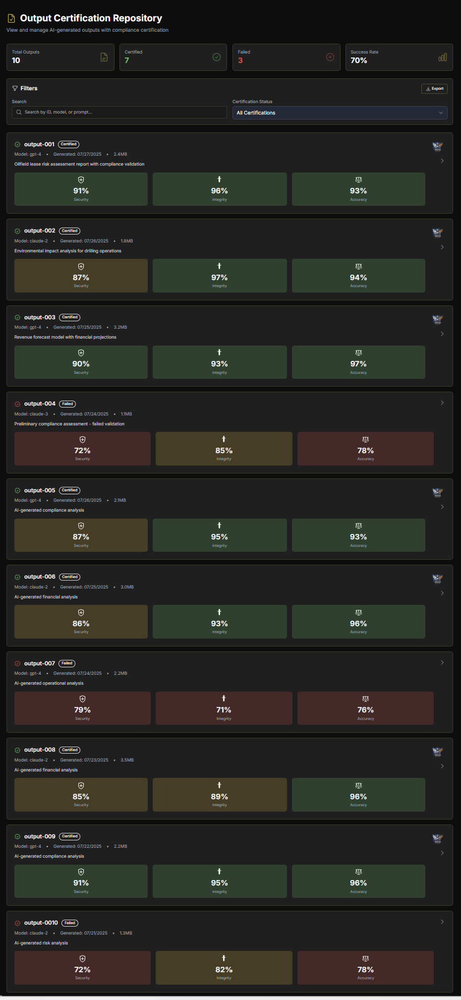 Output Certification Repository
View and manage AI-generated outputs with compliance certification
Total Outputs
10
Certified
7
Failed
3
Success Rate
70%
Filters
Export
Search
Search by ID, model, or prompt...
Certification Status
All Certifications
output-001 Certified
Model: gpt-4 • Generated: 07/27/2025 • 2.4MB
Oilfield lease risk assessment report with compliance validation
91% 96% 93%
Security Integrity Accuracy
output-002 Certified
Model: claude-2 • Generated: 07/26/2025 • 1.8MB
Environmental impact analysis for drilling operations
87% 97% 94%
Security Integrity Accuracy
output-003 Certified
Model: gpt-4 • Generated: 07/25/2025 • 3.2MB
Revenue forecast model with financial projections
90% 93% 97%
Security Integrity Accuracy
output-004 Failed
Model: claude-3 • Generated: 07/24/2025 • 1.1MB
Preliminary compliance assessment - failed validation
72% 85% 78%
Security Integrity Accuracy
output-005 Certified
Model: gpt-4 • Generated: 07/26/2025 • 2.1MB
AI-generated compliance analysis
87% 95% 93%
Security Integrity Accuracy
output-006 Certified
Model: claude-2 • Generated: 07/25/2025 • 3.0MB
AI-generated financial analysis
86% 93% 96%
Security Integrity Accuracy
output-007 Failed
Model: gpt-4 • Generated: 07/24/2025 • 2.2MB
AI-generated operational analysis
79% 71% 76%
Security Integrity Accuracy
output-008 Certified
Model: claude-2 • Generated: 07/23/2025 • 3.5MB
AI-generated financial analysis
85% 89% 96%
Security Integrity Accuracy
output-009 Certified
Model: gpt-4 • Generated: 07/22/2025 • 2.2MB
AI-generated compliance analysis
91% 95% 96%
Security Integrity Accuracy
output-0010 Failed
Model: claude-2 • Generated: 07/21/2025 • 1.3MB
AI-generated risk analysis
72% 82% 78%
Security Integrity Accuracy